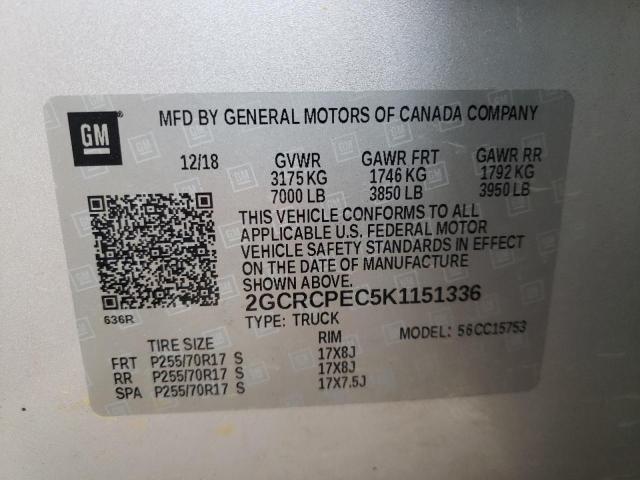 GM ®
MFD BY GENERAL MOTORS OF CANADA COMPANY
12/18 GVWR GAWR FRT GAWR RR
3175 KG 1746 KG 1792 KG
7000 LB 3850 LB 3950 LB
THIS VEHICLE CONFORMS TO ALL
APPLICABLE U.S. FEDERAL MOTOR
VEHICLE SAFETY STANDARDS IN EFFECT
ON THE DATE OF MANUFACTURE
SHOWN ABOVE.
2GCRCPEC5K1151336
636R
TYPE: TRUCK MODEL: 56CC15753
TIRE SIZE RIM
FRT P255/70R17 S 17X8J
RR P255/70R17 S 17X8J
SPA P255/70R17 S 17X7.5J